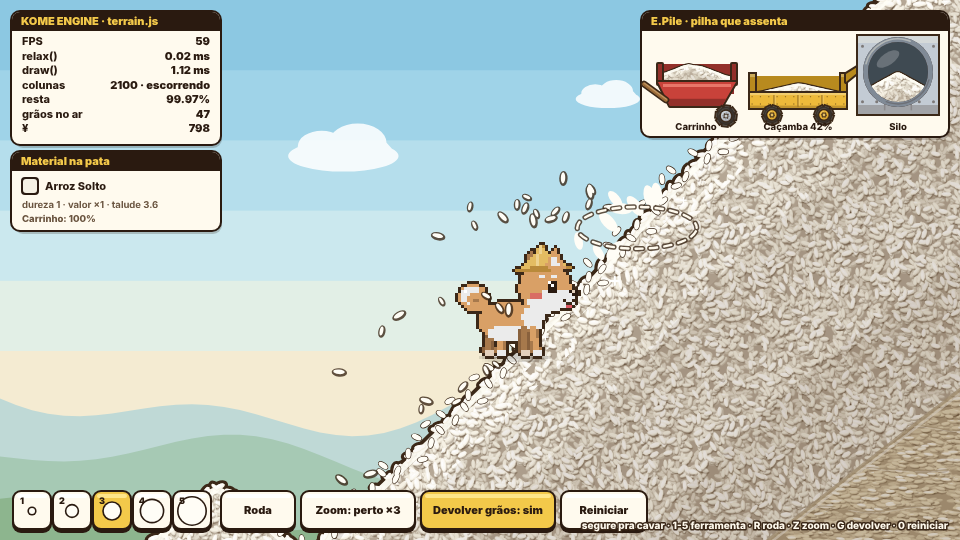 KOME ENGINE · terrain.js
FPS 59
relax() 0.02 ms
draw() 1.12 ms
colunas 2100 · escorrendo
resta 99.97%
grãos no ar 47
¥ 798
Material na pata
Arroz Solto
dureza 1 · valor ×1 · talude 3.6
Carrinho: 100%
E.Pile · pilha que assenta
Carrinho Caçamba 42% Silo
1 2 3 4 5 Roda Zoom: perto ×3 Devolver grãos: sim Reiniciar
segure pra cavar · 1-5 ferramenta · R roda · Z zoom · G devolver · 0 reiniciar